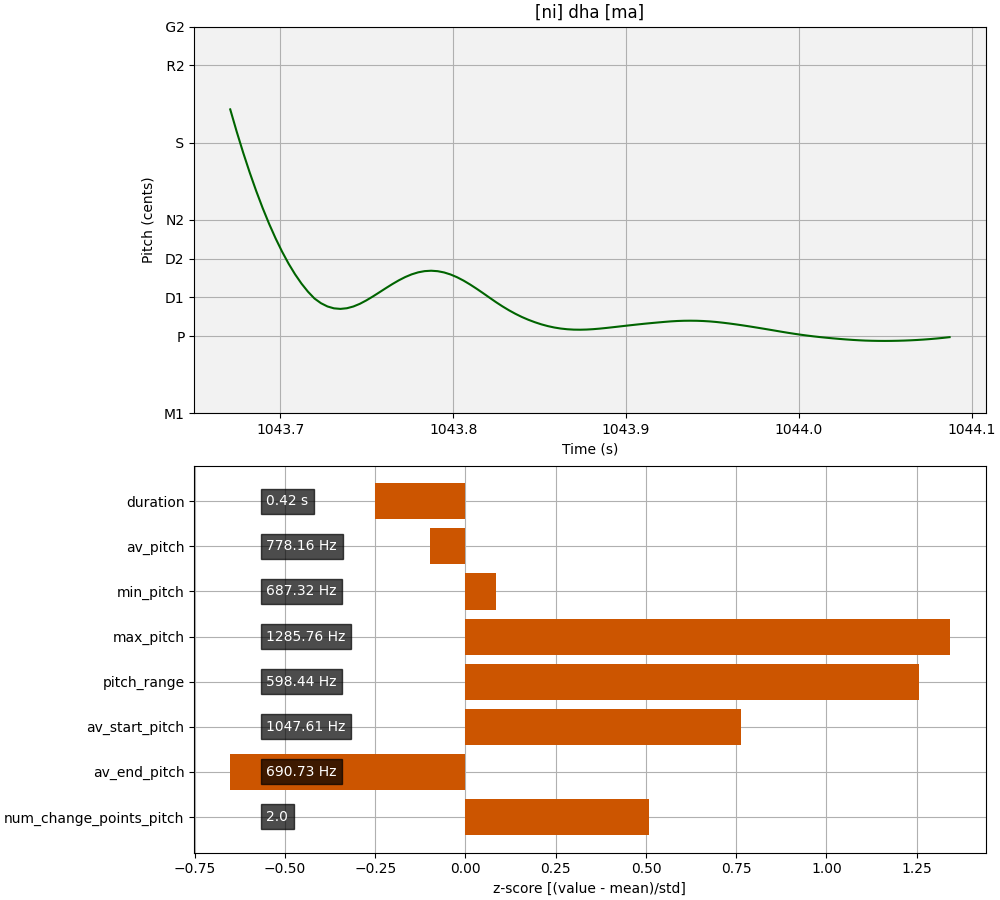 [ni] dha [ma]
G2
R2
S
N2
D2
D1
P
M1
Pitch (cents)
1043.7 1043.8 1043.9 1044.0 1044.1
Time (s)
duration 0.42 s
av_pitch 778.16 Hz
min_pitch 687.32 Hz
max_pitch 1285.76 Hz
pitch_range 598.44 Hz
av_start_pitch 1047.61 Hz
av_end_pitch 690.73 Hz
num_change_points_pitch 2.0
−0.75 −0.50 −0.25 0.00 0.25 0.50 0.75 1.00 1.25
z-score [(value - mean)/std]